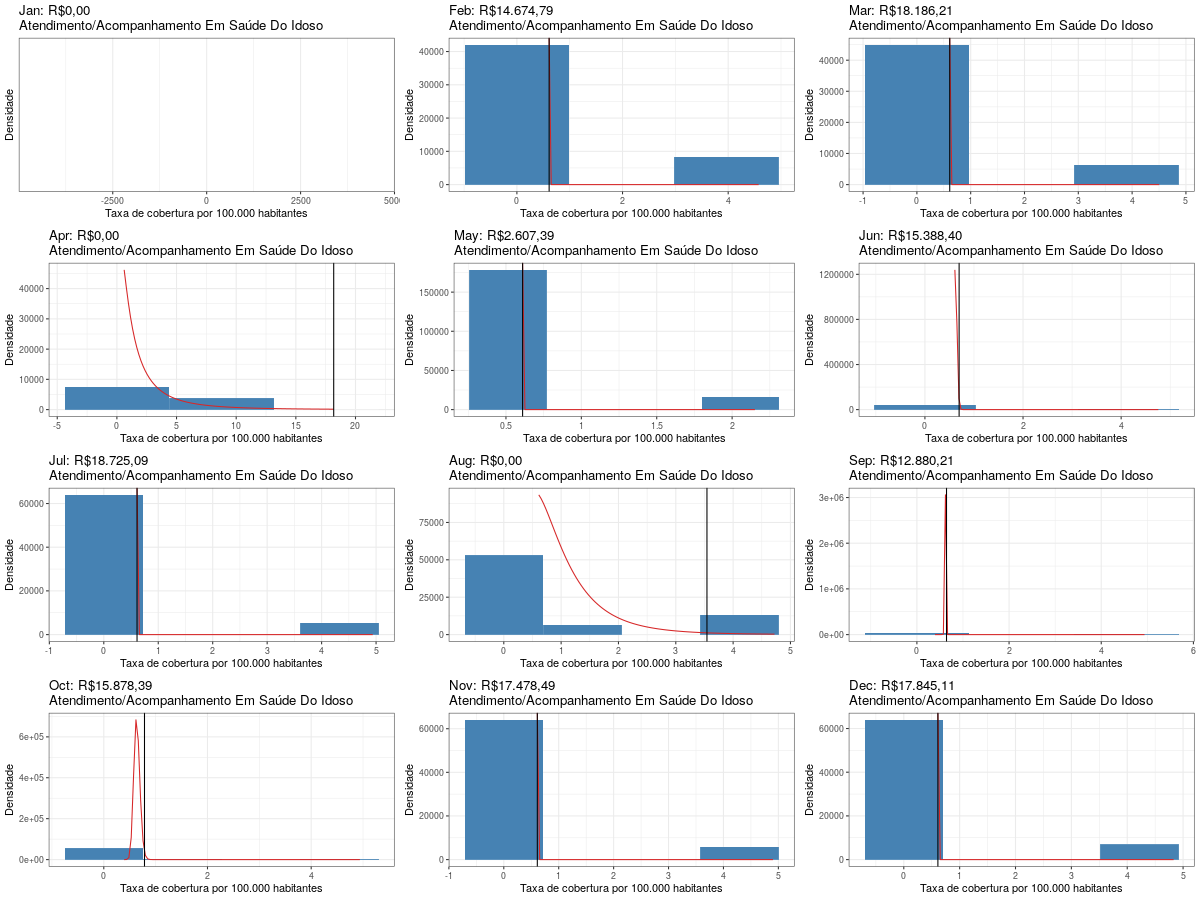 Jan: R$0,00
Atendimento/Acompanhamento Em Saúde Do Idoso
Densidade
-2500 0 2500 5000
Taxa de cobertura por 100.000 habitantes
Feb: R$14.674,79
Atendimento/Acompanhamento Em Saúde Do Idoso
Densidade
40000
30000
20000
10000
0
0 2 4
Taxa de cobertura por 100.000 habitantes
Mar: R$18.186,21
Atendimento/Acompanhamento Em Saúde Do Idoso
Densidade
40000
30000
20000
10000
0
-1 0 1 2 3 4 5
Taxa de cobertura por 100.000 habitantes
Apr: R$0,00
Atendimento/Acompanhamento Em Saúde Do Idoso
Densidade
40000
30000
20000
10000
0
-5 0 5 10 15 20
Taxa de cobertura por 100.000 habitantes
May: R$2.607,39
Atendimento/Acompanhamento Em Saúde Do Idoso
Densidade
150000
100000
50000
0
0.5 1 1.5 2
Taxa de cobertura por 100.000 habitantes
Jun: R$15.388,40
Atendimento/Acompanhamento Em Saúde Do Idoso
Densidade
1200000
800000
400000
0
0 2 4
Taxa de cobertura por 100.000 habitantes
Jul: R$18.725,09
Atendimento/Acompanhamento Em Saúde Do Idoso
Densidade
60000
40000
20000
0
-1 0 1 2 3 4 5
Taxa de cobertura por 100.000 habitantes
Aug: R$0,00
Atendimento/Acompanhamento Em Saúde Do Idoso
Densidade
75000
50000
25000
0
0 1 2 3 4 5
Taxa de cobertura por 100.000 habitantes
Sep: R$12.880,21
Atendimento/Acompanhamento Em Saúde Do Idoso
Densidade
3e+06
2e+06
1e+06
0e+00
0 2 4 6
Taxa de cobertura por 100.000 habitantes
Oct: R$15.878,39
Atendimento/Acompanhamento Em Saúde Do Idoso
Densidade
6e+05
4e+05
2e+05
0e+00
0 2 4
Taxa de cobertura por 100.000 habitantes
Nov: R$17.478,49
Atendimento/Acompanhamento Em Saúde Do Idoso
Densidade
60000
40000
20000
0
-1 0 1 2 3 4 5
Taxa de cobertura por 100.000 habitantes
Dec: R$17.845,11
Atendimento/Acompanhamento Em Saúde Do Idoso
Densidade
60000
40000
20000
0
0 1 2 3 4 5
Taxa de cobertura por 100.000 habitantes